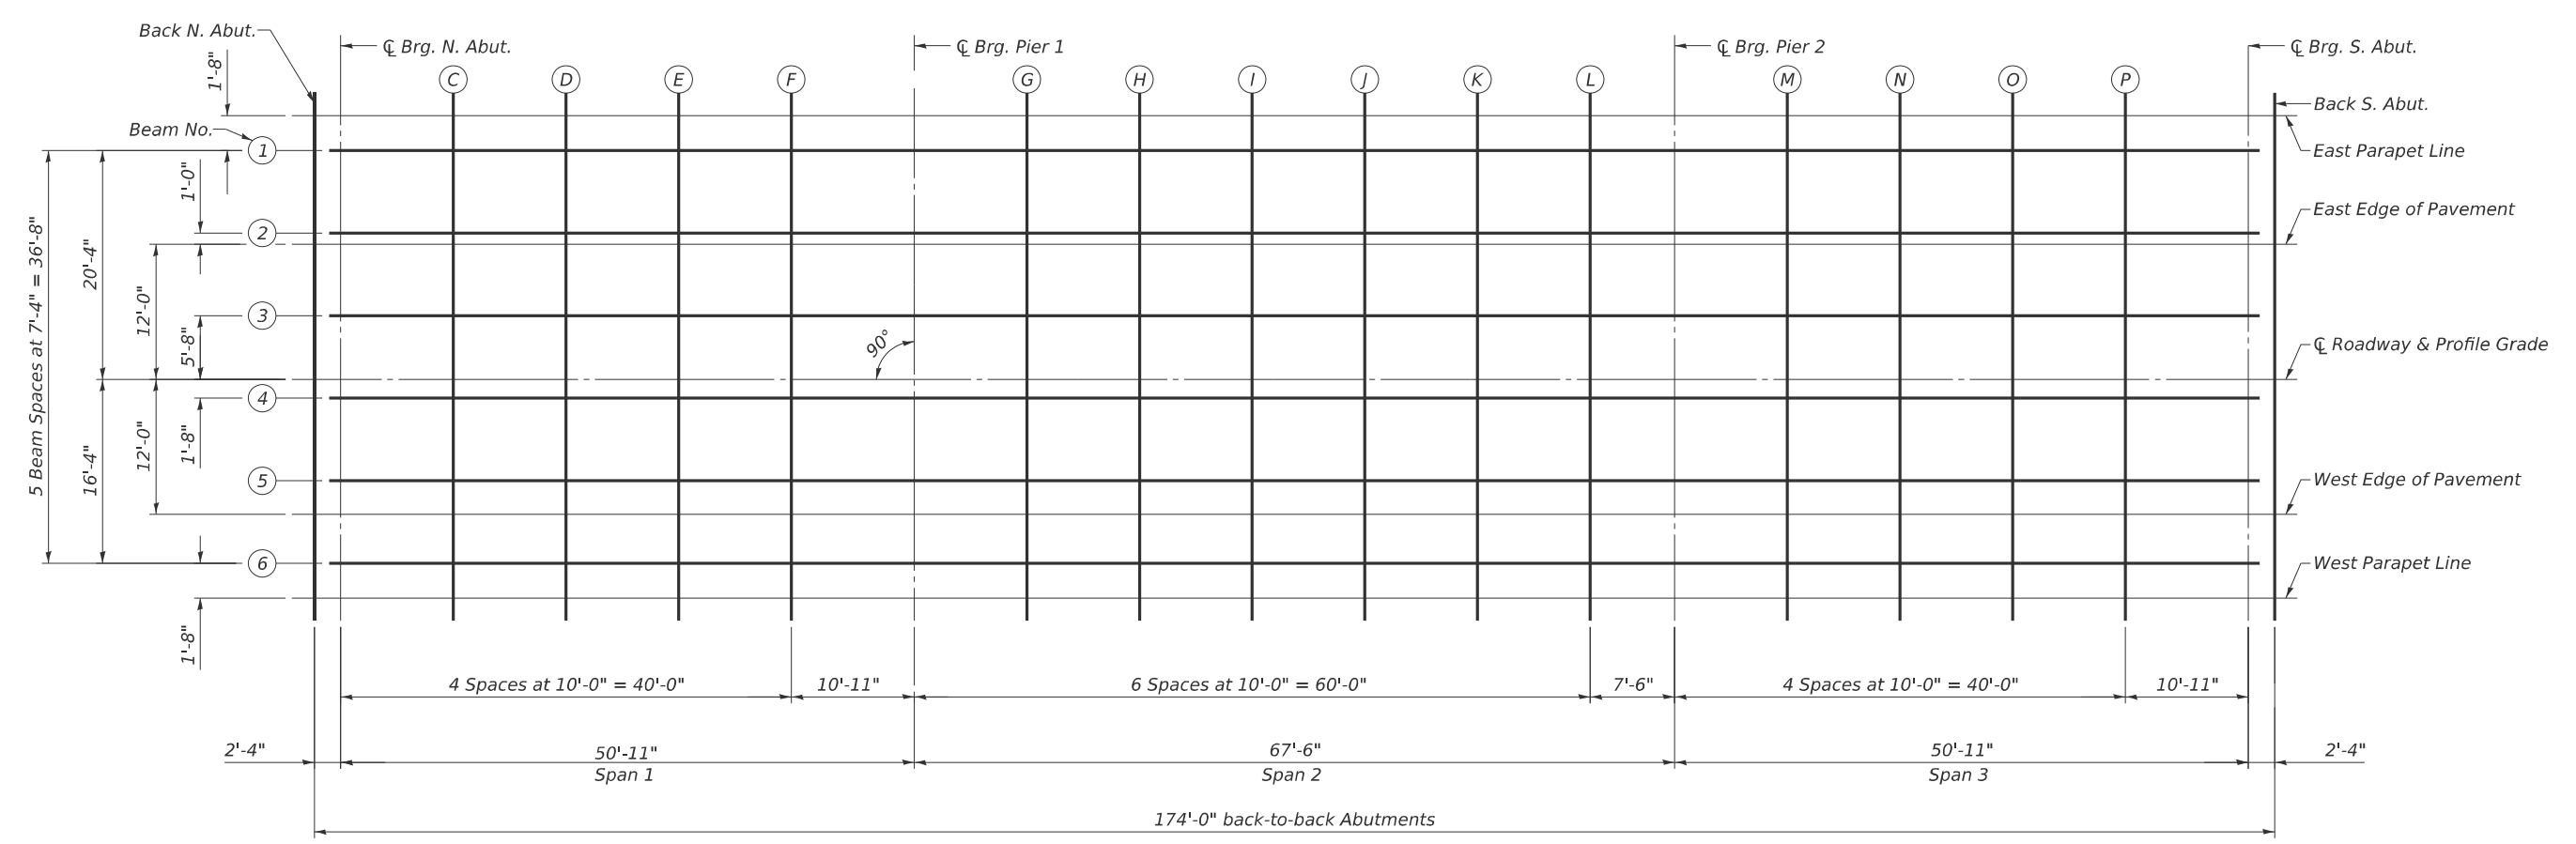 Back N. Abut.
℄ Brg. N. Abut.
℄ Brg. Pier 1
℄ Brg. Pier 2
℄ Brg. S. Abut.
1'-8"
C
D
E
F
G
H
I
J
K
L
M
N
O
P
Back S. Abut.
Beam No.
1
East Parapet Line
1'-0"
East Edge of Pavement
2
5 Beam Spaces at 7'-4" = 36'-8"
20'-4"
12'-0"
3
5'-8"
90°
℄ Roadway & Profile Grade
4
16'-4"
12'-0"
1'-8"
5
West Edge of Pavement
6
West Parapet Line
1'-8"
4 Spaces at 10'-0" = 40'-0"
10'-11"
6 Spaces at 10'-0" = 60'-0"
7'-6"
4 Spaces at 10'-0" = 40'-0"
10'-11"
2'-4"
50'-11"
67'-6"
50'-11"
2'-4"
Span 1
Span 2
Span 3
174'-0" back-to-back Abutments